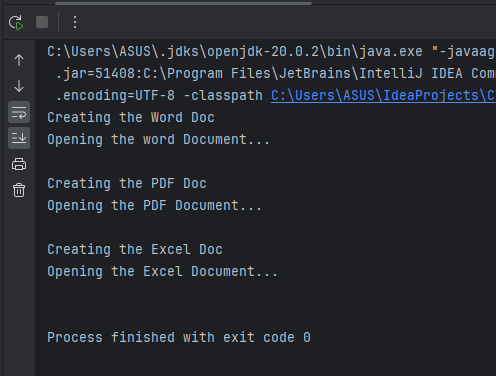 C:\Users\ASUS\.jdks\openjdk-20.0.2\bin\java.exe "-javaag
.jar=51408:C:\Program Files\JetBrains\IntelliJ IDEA Com
.encoding=UTF-8 -classpath C:\Users\ASUS\IdeaProjects\C
Creating the Word Doc
Opening the word Document...
Creating the PDF Doc
Opening the PDF Document...
Creating the Excel Doc
Opening the Excel Document...
Process finished with exit code 0